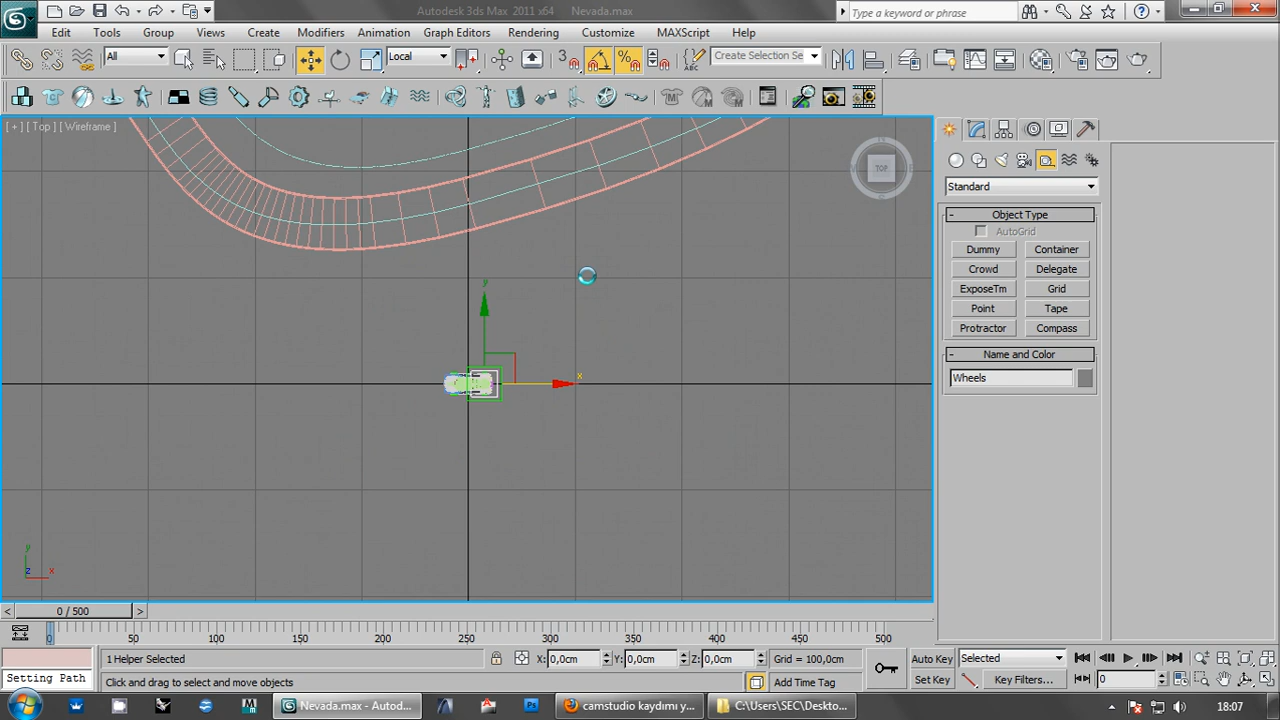 Autodesk 3ds Max 2011 x64 Nevada.max
Type a keyword or phrase
Edit Tools Group Views Create Modifiers Animation Graph Editors Rendering Customize MAXScript Help
All Local 3 % ABC Create Selection Se
[ + ] [ Top ] [ Wireframe ]
TOP
Standard
- Object Type
AutoGrid
Dummy Container
Crowd Delegate
ExposeTm Grid
Point Tape
Protractor Compass
- Name and Color
Wheels
y
x
y
z x
< 0 / 500 >
0 50 100 150 200 250 300 350 400 450 500
1 Helper Selected X: 0,0cm Y: 0,0cm Z: 0,0cm Grid = 100,0cm Auto Key Selected
Setting Path Click and drag to select and move objects Add Time Tag Set Key Key Filters... 0
Nevada.max - Autod... camstudio kaydımı y... C:\Users\SEC\Deskto... 18:07